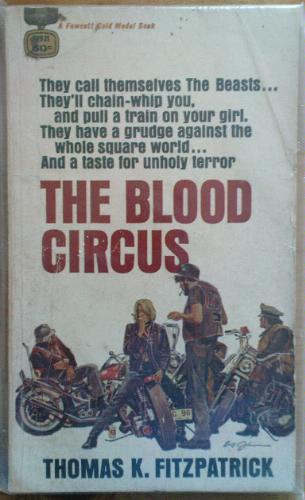 A Fawcett Gold Medal Book
50¢
They call themselves The Beasts...
They'll chain-whip you,
and pull a train on your girl.
They have a grudge against the
whole square world...
And a taste for unholy terror
THE BLOOD
CIRCUS
96
THOMAS K. FITZPATRICK